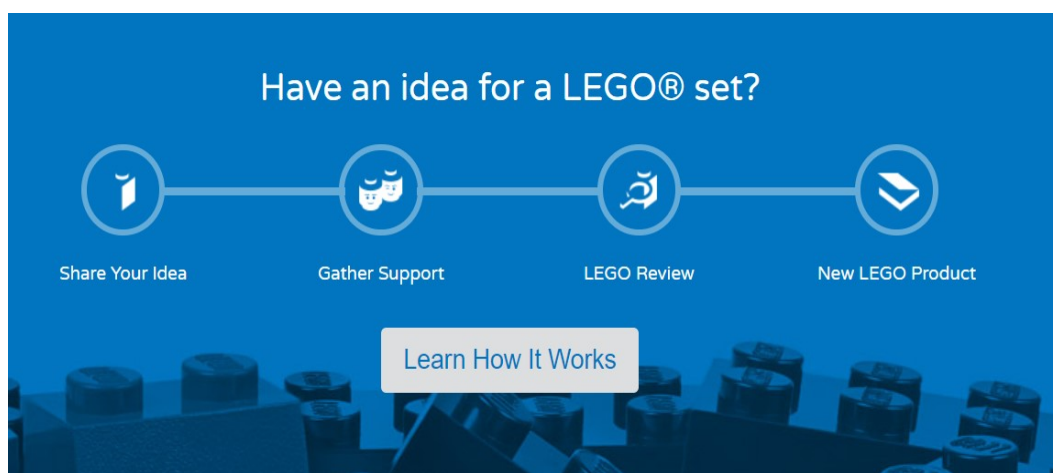 Have an idea for a LEGO® set?
Share Your Idea
Gather Support
LEGO Review
New LEGO Product
Learn How It Works